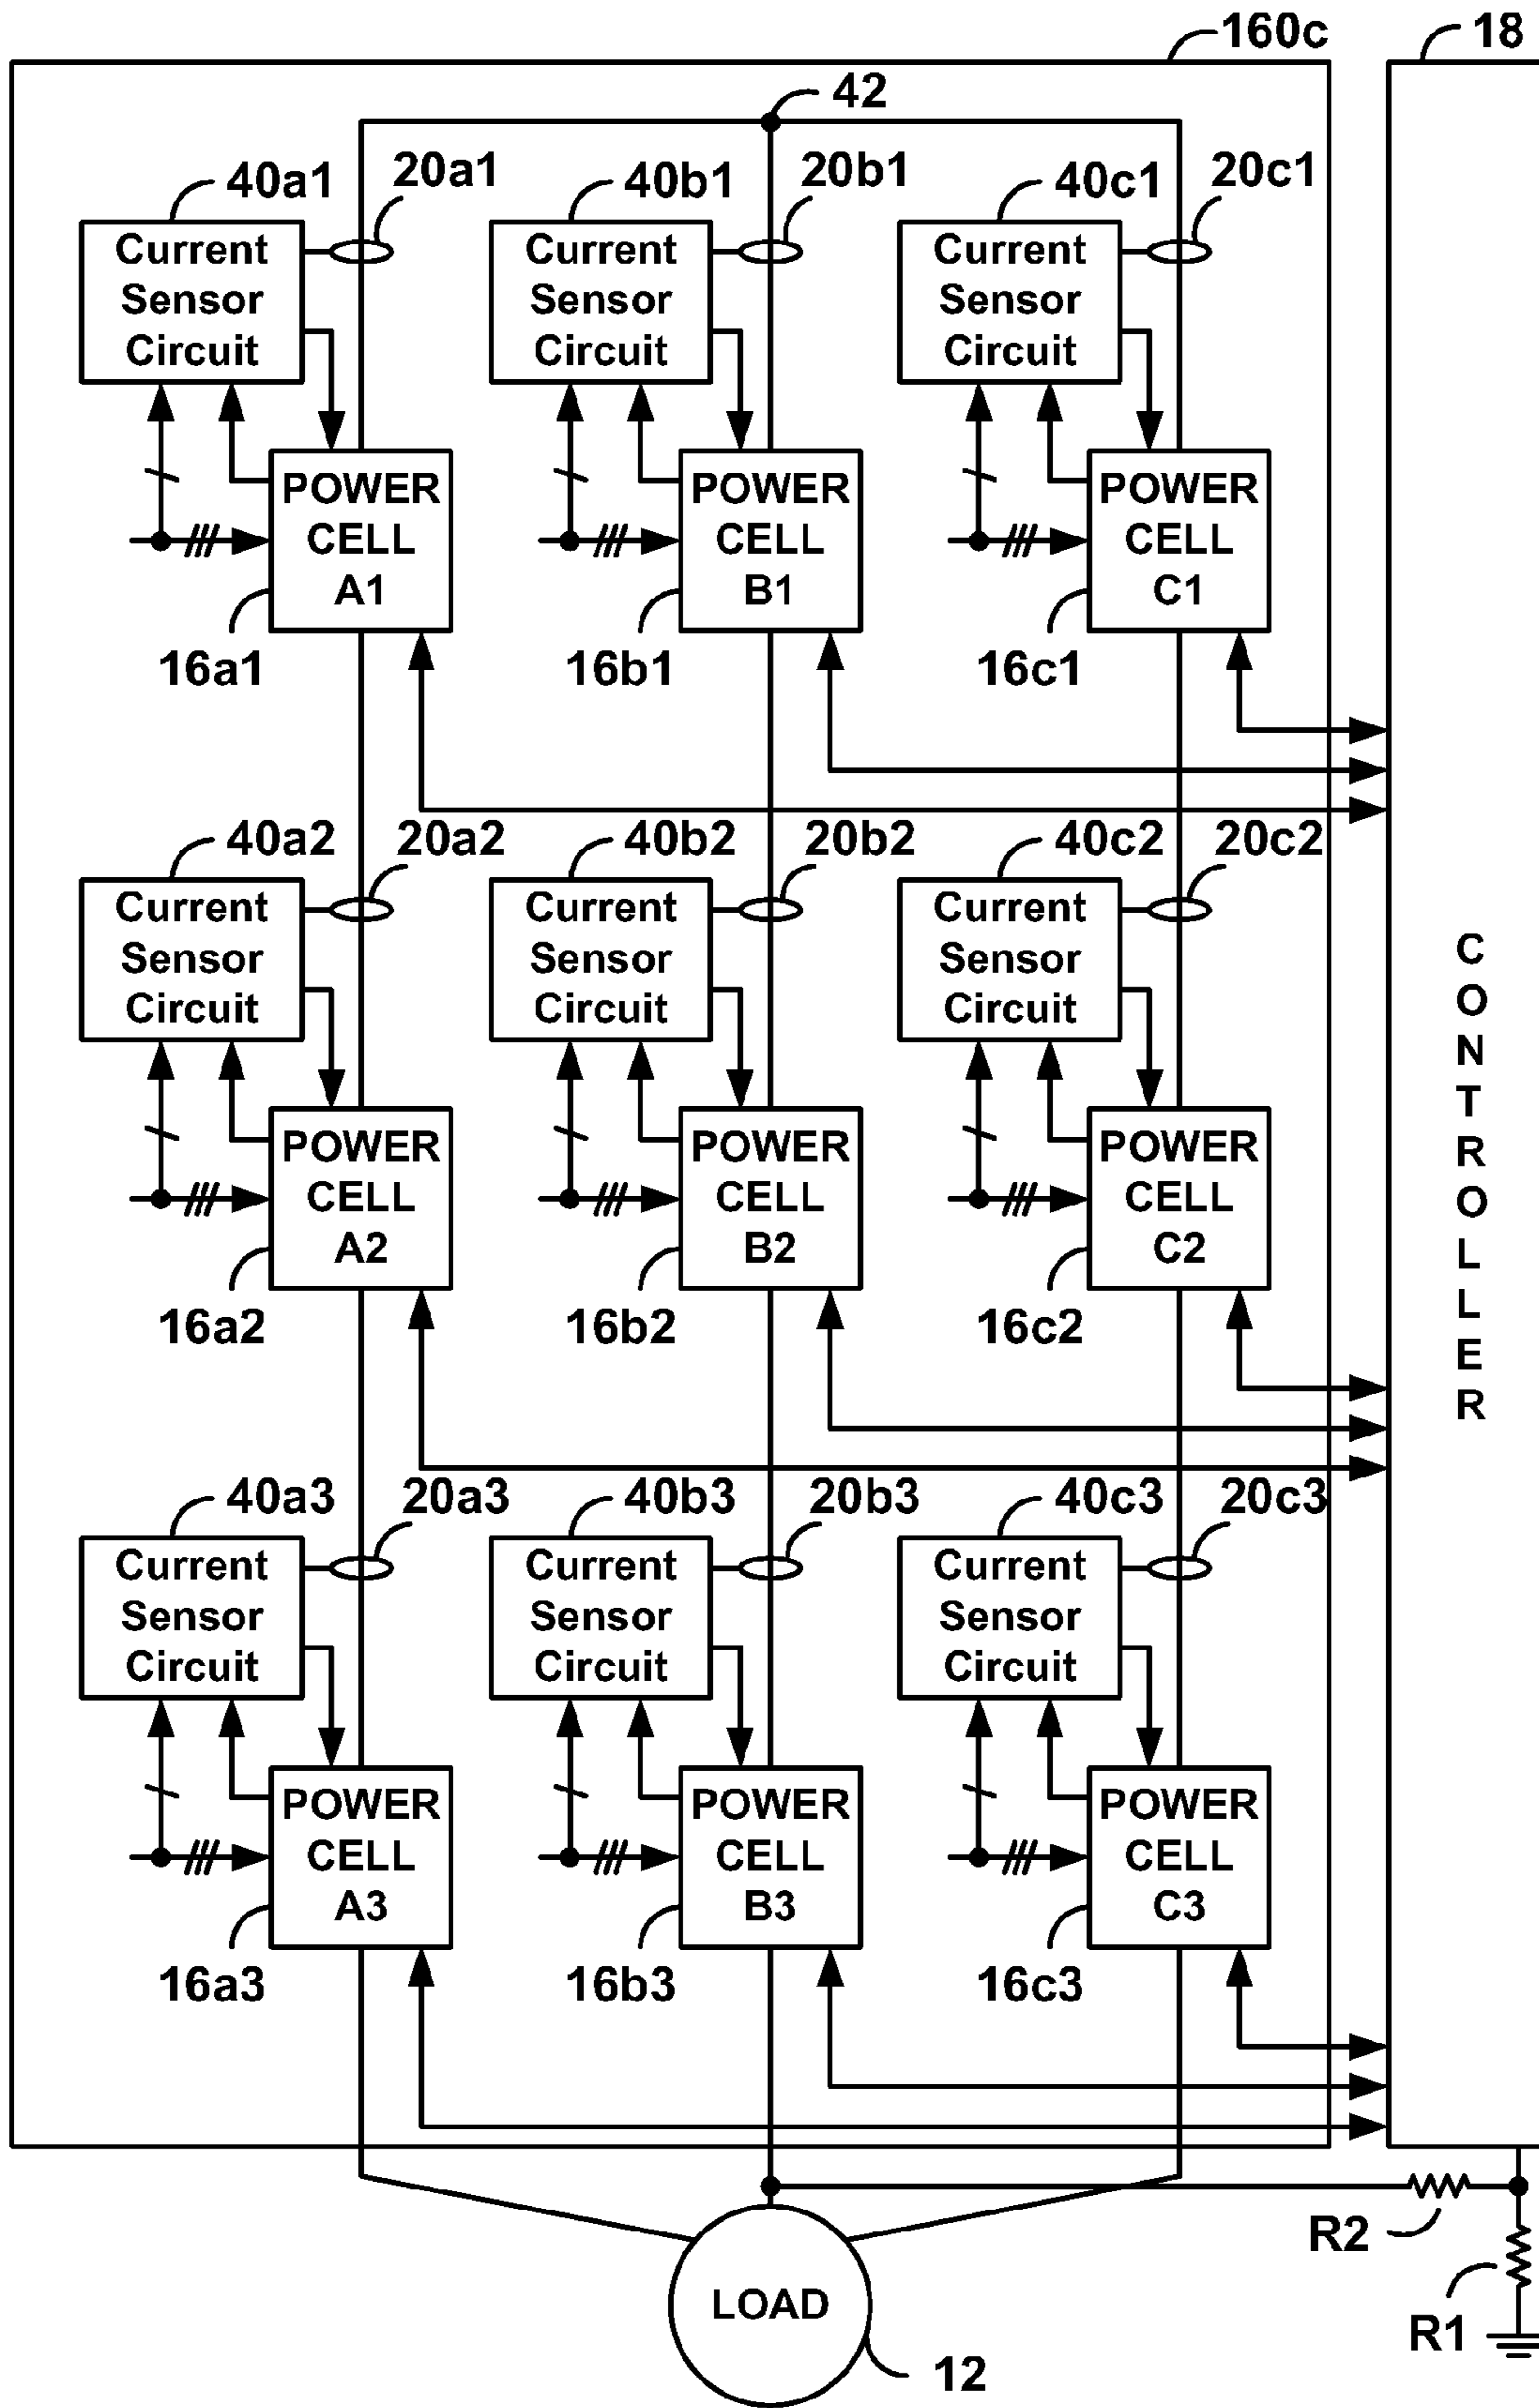 160c
18
42
40a1
20a1
40b1
20b1
40c1
20c1
Current
Sensor
Circuit
Current
Sensor
Circuit
Current
Sensor
Circuit
POWER
CELL
A1
POWER
CELL
B1
POWER
CELL
C1
16a1
16b1
16c1
40a2
20a2
40b2
20b2
40c2
20c2
Current
Sensor
Circuit
Current
Sensor
Circuit
Current
Sensor
Circuit
POWER
CELL
A2
POWER
CELL
B2
POWER
CELL
C2
16a2
16b2
16c2
CONTROLLER
40a3
20a3
40b3
20b3
40c3
20c3
Current
Sensor
Circuit
Current
Sensor
Circuit
Current
Sensor
Circuit
POWER
CELL
A3
POWER
CELL
B3
POWER
CELL
C3
16a3
16b3
16c3
R2
R1
LOAD
12